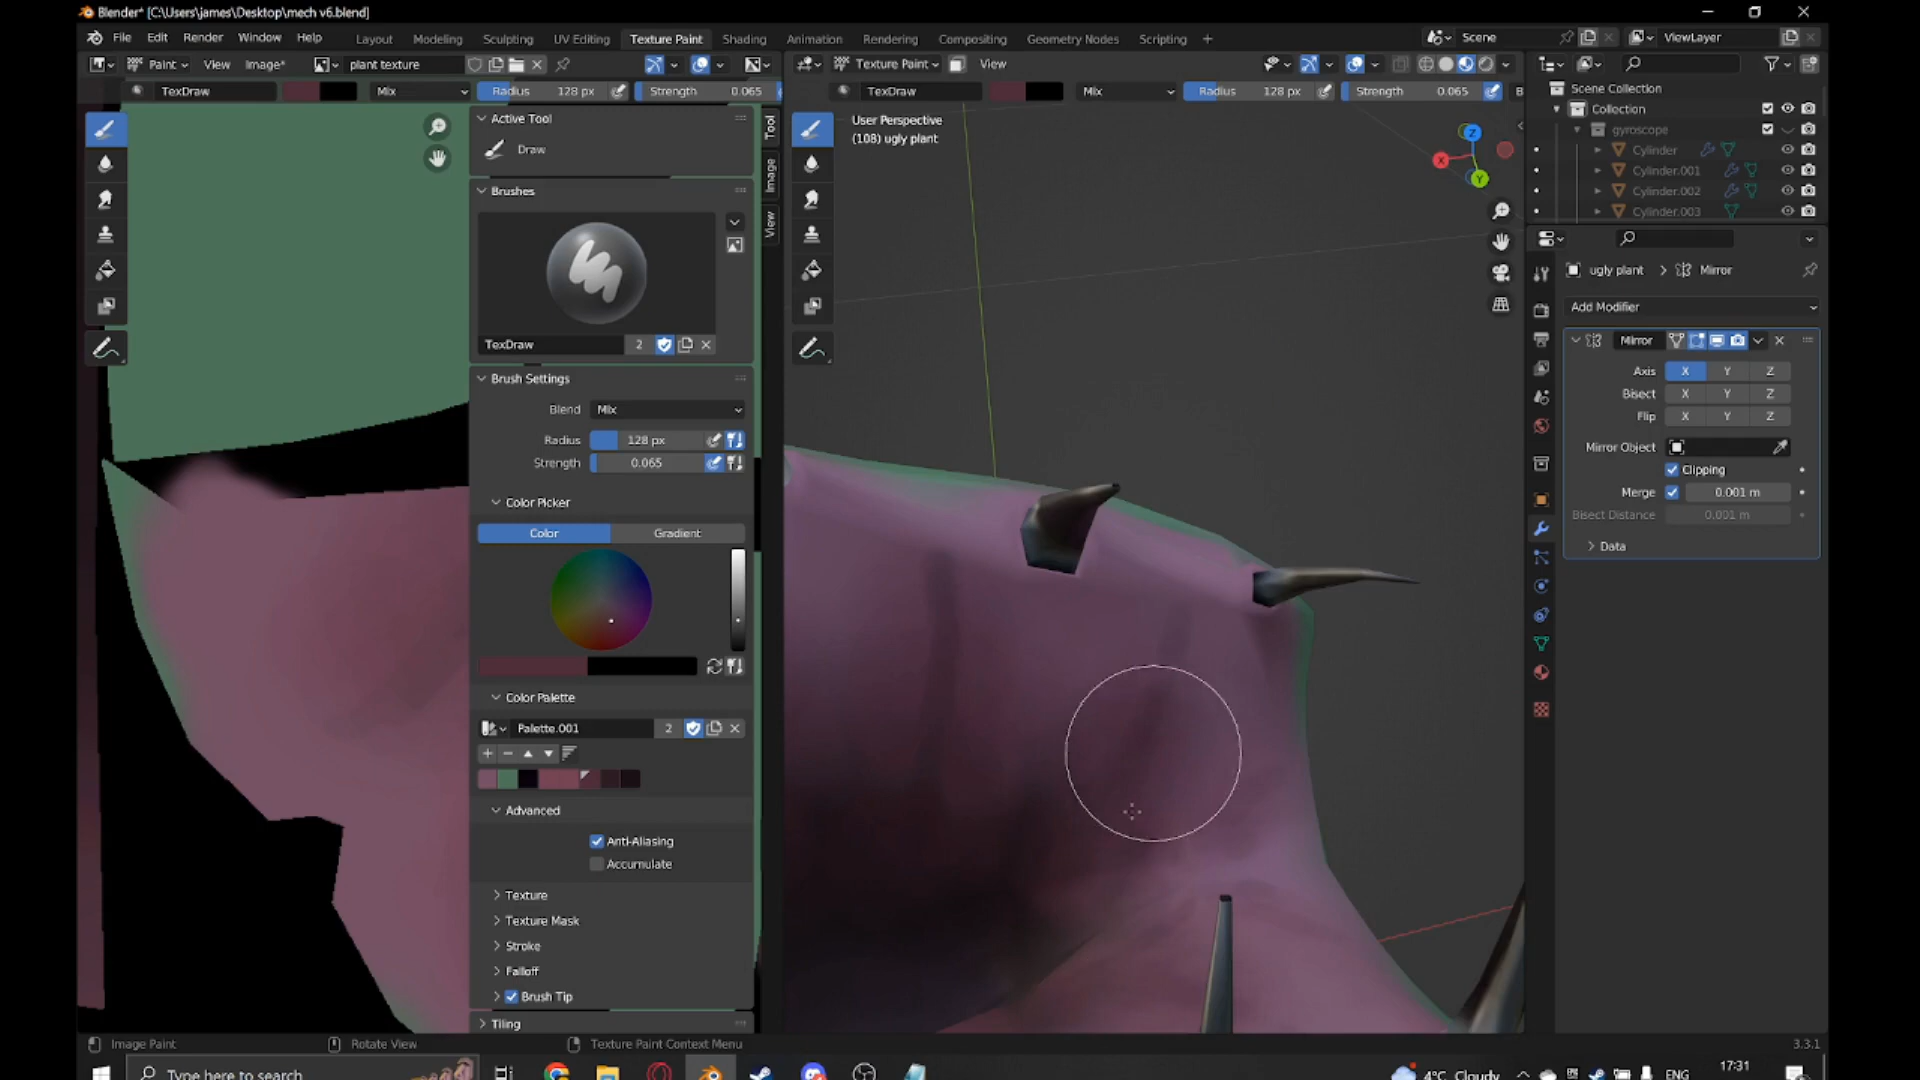 Blender* [C:\Users\james\Desktop\mech v6.blend]
File Edit Render Window Help Layout Modeling Sculpting UV Editing Texture Paint Shading Animation Rendering Compositing Geometry Nodes Scripting + Scene ViewLayer
Paint View Image* plant texture Texture Paint View
TexDraw Mix Radius 128 px Strength 0.065 TexDraw Mix Radius 128 px Strength 0.065 B
Active Tool
Draw
Brushes
TexDraw 2
Brush Settings
Blend Mix
Radius 128 px
Strength 0.065
Color Picker
Color Gradient
Color Palette
Palette.001 2
Advanced
Anti-Aliasing
Accumulate
Texture
Texture Mask
Stroke
Falloff
Brush Tip
Tiling
Tool
Image
View
User Perspective
(108) ugly plant
Z
X
Y
Scene Collection
Collection
gyroscope
Cylinder
Cylinder.001
Cylinder.002
Cylinder.003
ugly plant > Mirror
Add Modifier
Mirror
Axis X Y Z
Bisect X Y Z
Flip X Y Z
Mirror Object
Clipping
Merge 0.001 m
Bisect Distance 0.001 m
Data
Image Paint Rotate View Texture Paint Context Menu 3.3.1
Type here to search 4°C Cloudy ENG 17:31